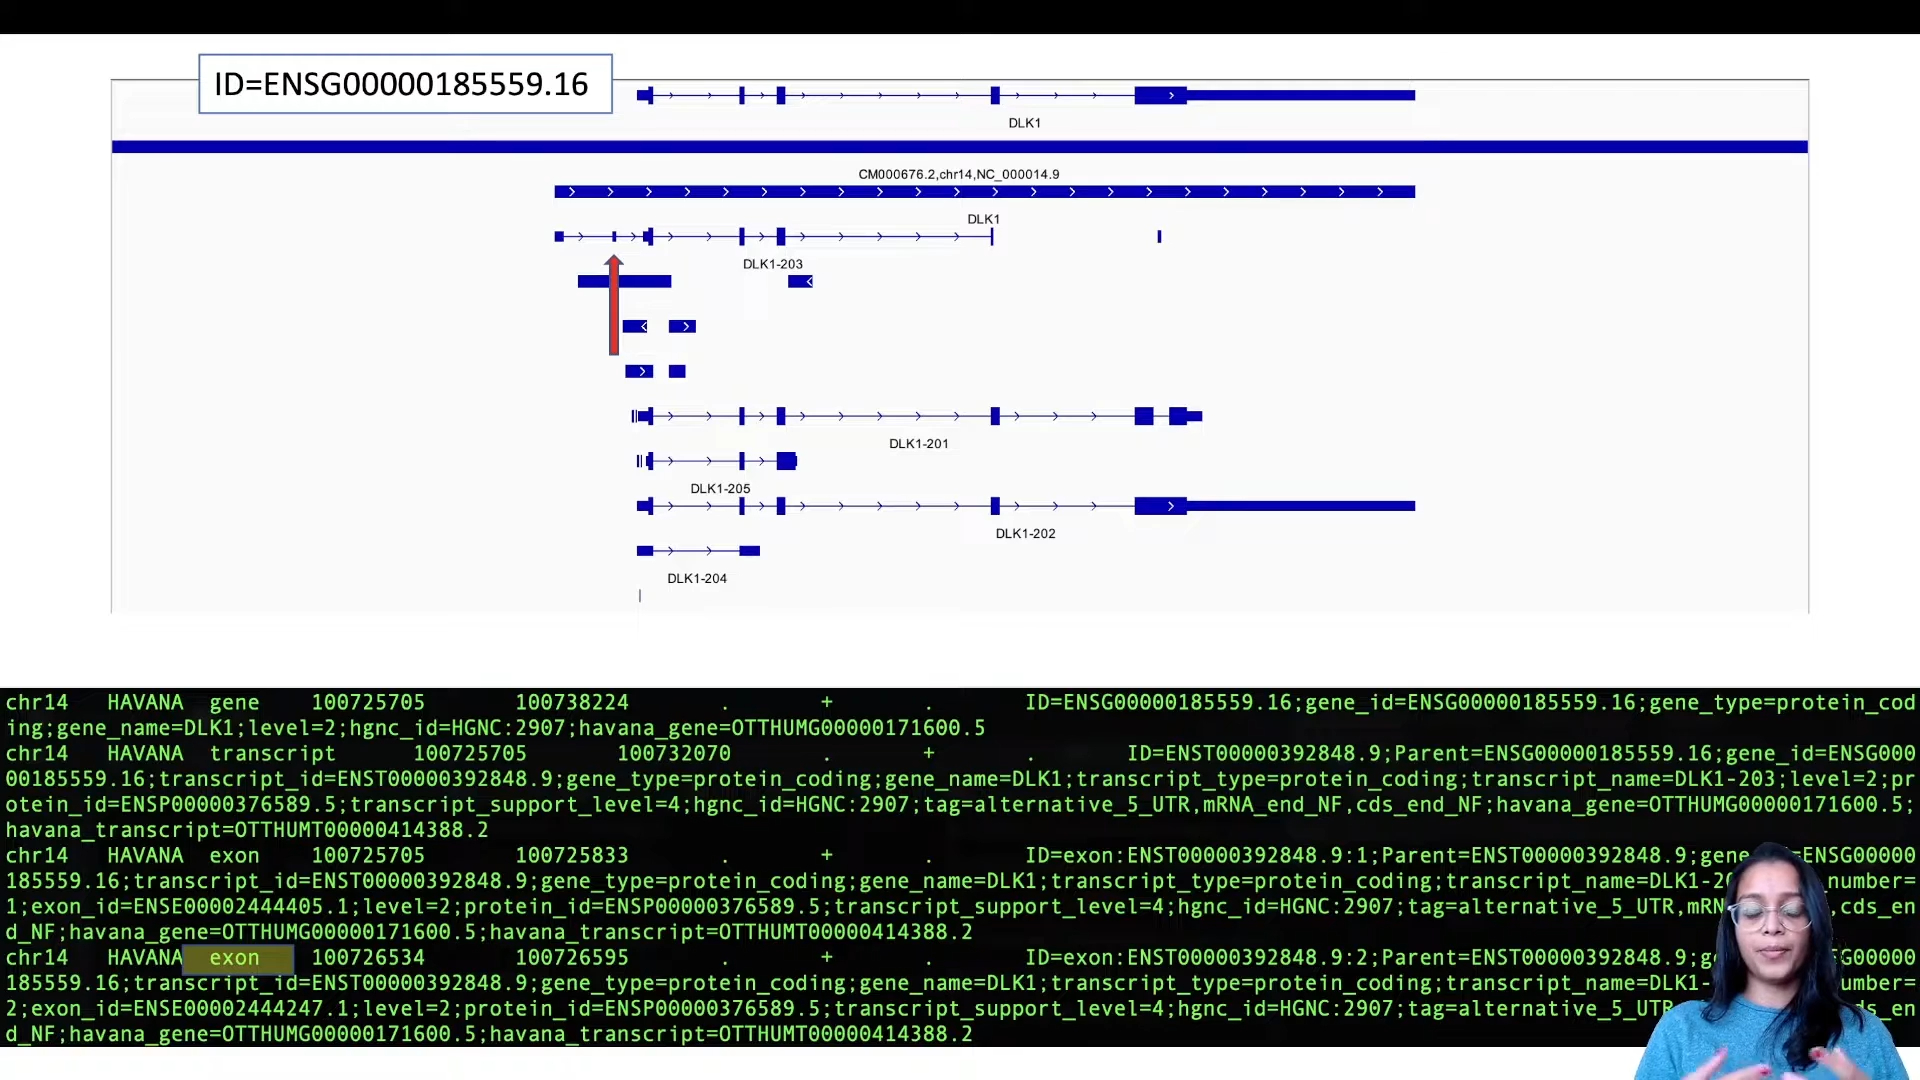 ID=ENSG00000185559.16
DLK1
CM000676.2,chr14,NC_000014.9
DLK1
DLK1-203
DLK1-201
DLK1-205
DLK1-202
DLK1-204
chr14 HAVANA gene 100725705 100738224 . + . ID=ENSG00000185559.16;gene_id=ENSG00000185559.16;gene_type=protein_cod
ing;gene_name=DLK1;level=2;hgnc_id=HGNC:2907;havana_gene=OTTHUMG00000171600.5
chr14 HAVANA transcript 100725705 100732070 . + . ID=ENST00000392848.9;Parent=ENSG00000185559.16;gene_id=ENSG000
00185559.16;transcript_id=ENST00000392848.9;gene_type=protein_coding;gene_name=DLK1;transcript_type=protein_coding;transcript_name=DLK1-203;level=2;pr
otein_id=ENSP00000376589.5;transcript_support_level=4;hgnc_id=HGNC:2907;tag=alternative_5_UTR,mRNA_end_NF,cds_end_NF;havana_gene=OTTHUMG00000171600.5;
havana_transcript=OTTHUMT00000414388.2
chr14 HAVANA exon 100725705 100725833 . + . ID=exon:ENST00000392848.9:1;Parent=ENST00000392848.9;gene ENSG00000
185559.16;transcript_id=ENST00000392848.9;gene_type=protein_coding;gene_name=DLK1;transcript_type=protein_coding;transcript_name=DLK1-20 _number=
1;exon_id=ENSE00002444405.1;level=2;protein_id=ENSP00000376589.5;transcript_support_level=4;hgnc_id=HGNC:2907;tag=alternative_5_UTR,mRN ,cds_en
d_NF;havana_gene=OTTHUMG00000171600.5;havana_transcript=OTTHUMT00000414388.2
chr14 HAVANA exon 100726534 100726595 . + . ID=exon:ENST00000392848.9:2;Parent=ENST00000392848.9;g SG00000
185559.16;transcript_id=ENST00000392848.9;gene_type=protein_coding;gene_name=DLK1;transcript_type=protein_coding;transcript_name=DLK1- umber=
2;exon_id=ENSE00002444247.1;level=2;protein_id=ENSP00000376589.5;transcript_support_level=4;hgnc_id=HGNC:2907;tag=alternative_5_UTR ds_en
d_NF;havana_gene=OTTHUMG00000171600.5;havana_transcript=OTTHUMT00000414388.2